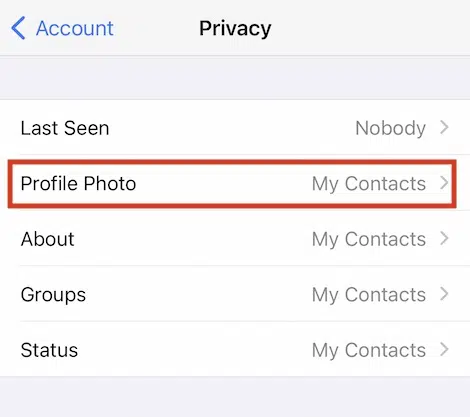 Account Privacy
Last Seen Nobody
Profile Photo My Contacts
About My Contacts
Groups My Contacts
Status My Contacts